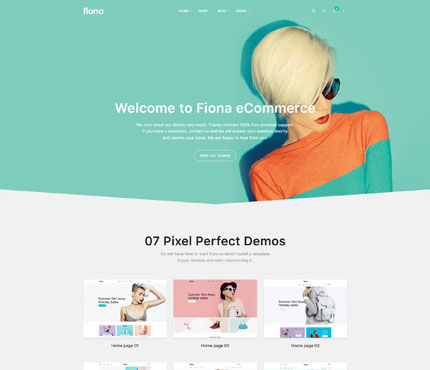 fiona
HOME SHOP BLOG PAGES
Welcome to Fiona eCommerce
We care about our clients very much. Theme includes 100% free premium support.
If you have a questions, contact us and we will answer your question shortly
and resolve your issue. We are happy to hear from you.
VIEW ALL DEMOS
07 Pixel Perfect Demos
Do not have time to start from scratch? Install a template
in just minutes and start customizing it.
Summer Get Away
Holiday Sales
Summer Get Away
Holiday Sales
Summer Get Away
Holiday Sales
Home page 01
Home page 02
Home page 03